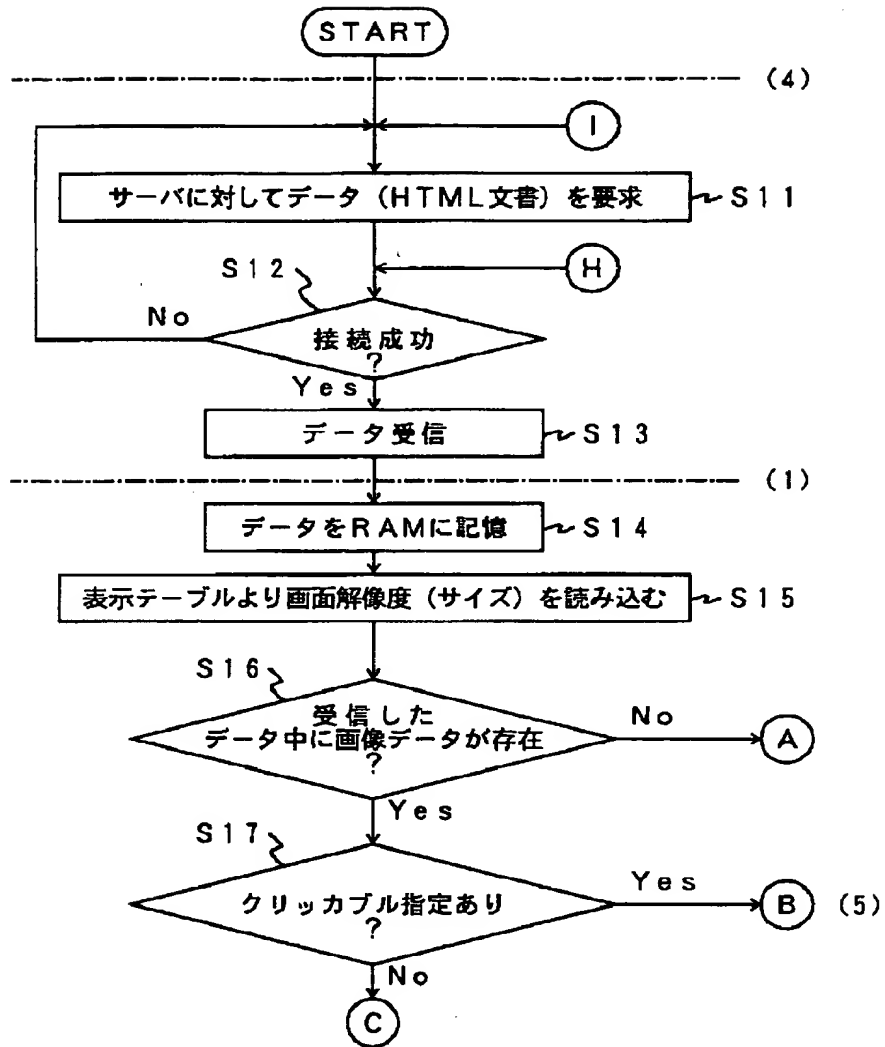 START
(4)
I
サーバに対してデータ（HTML文書）を要求
S11
S12
H
No
接続成功
?
Yes
データ受信
S13
(1)
データをRAMに記憶
S14
表示テーブルより画面解像度（サイズ）を読み込む
S15
S16
受信した
データ中に画像データが存在
?
No
A
Yes
S17
クリッカブル指定あり
?
Yes
B
(5)
No
C